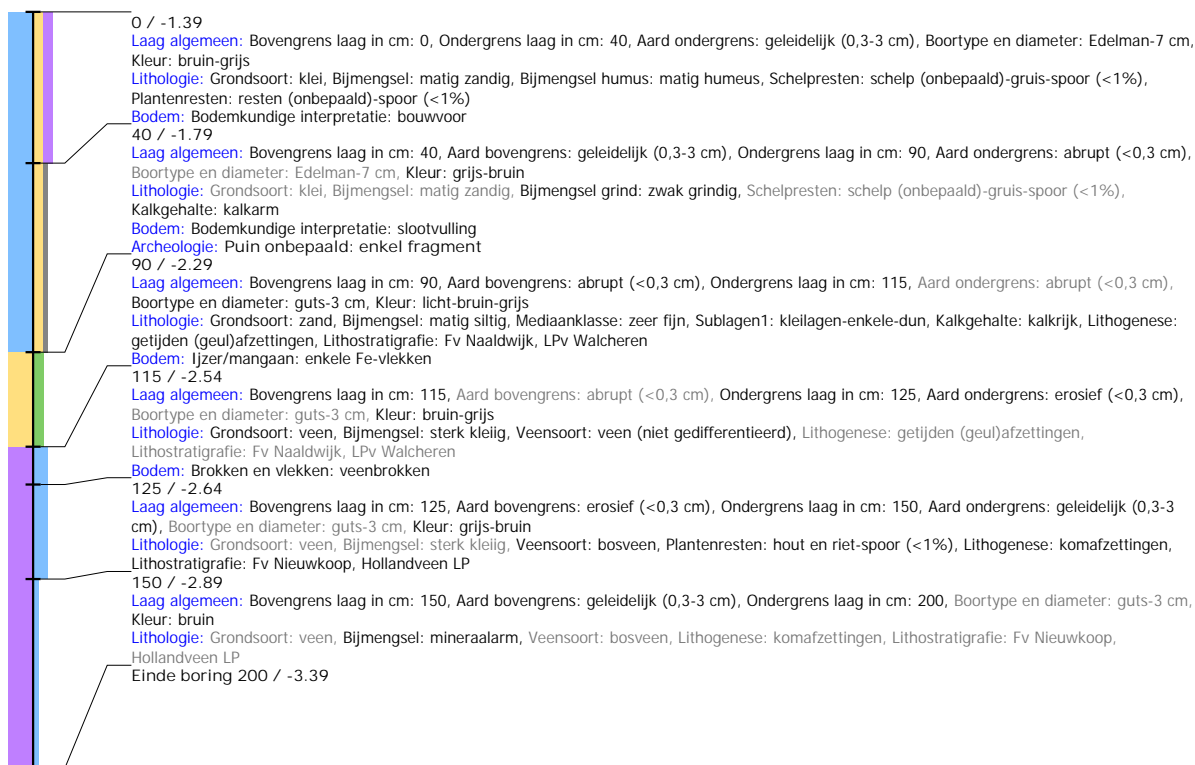 0 / -1.39
Laag algemeen: Bovengrens laag in cm: 0, Ondergrens laag in cm: 40, Aard ondergrens: geleidelijk (0,3-3 cm), Boortype en diameter: Edelman-7 cm,
Kleur: bruin-grijs
Lithologie: Grondsoort: klei, Bijmengsel: matig zandig, Bijmengsel humus: matig humeus, Schelpresten: schelp (onbepaald)-gruis-spoor (<1%),
Plantenresten: resten (onbepaald)-spoor (<1%)
Bodem: Bodemkundige interpretatie: bouwvoor
40 / -1.79
Laag algemeen: Bovengrens laag in cm: 40, Aard bovengrens: geleidelijk (0,3-3 cm), Ondergrens laag in cm: 90, Aard ondergrens: abrupt (<0,3 cm),
Boortype en diameter: Edelman-7 cm, Kleur: grijs-bruin
Lithologie: Grondsoort: klei, Bijmengsel: matig zandig, Bijmengsel grind: zwak grindig, Schelpresten: schelp (onbepaald)-gruis-spoor (<1%),
Kalkgehalte: kalkarm
Bodem: Bodemkundige interpretatie: slootvulling
Archeologie: Puin onbepaald: enkel fragment
90 / -2.29
Laag algemeen: Bovengrens laag in cm: 90, Aard bovengrens: abrupt (<0,3 cm), Ondergrens laag in cm: 115, Aard ondergrens: abrupt (<0,3 cm),
Boortype en diameter: guts-3 cm, Kleur: licht-bruin-grijs
Lithologie: Grondsoort: zand, Bijmengsel: matig siltig, Mediaanklasse: zeer fijn, Sublagen1: kleilagen-enkele-dun, Kalkgehalte: kalkrijk, Lithogenese:
getijden (geul)afzettingen, Lithostratigrafie: Fv Naaldwijk, LPv Walcheren
Bodem: Ijzer/mangaan: enkele Fe-vlekken
115 / -2.54
Laag algemeen: Bovengrens laag in cm: 115, Aard bovengrens: abrupt (<0,3 cm), Ondergrens laag in cm: 125, Aard ondergrens: erosief (<0,3 cm),
Boortype en diameter: guts-3 cm, Kleur: bruin-grijs
Lithologie: Grondsoort: veen, Bijmengsel: sterk kleiig, Veensoort: veen (niet gedifferentieerd), Lithogenese: getijden (geul)afzettingen,
Lithostratigrafie: Fv Naaldwijk, LPv Walcheren
Bodem: Brokken en vlekken: veenbrokken
125 / -2.64
Laag algemeen: Bovengrens laag in cm: 125, Aard bovengrens: erosief (<0,3 cm), Ondergrens laag in cm: 150, Aard ondergrens: geleidelijk (0,3-3
cm), Boortype en diameter: guts-3 cm, Kleur: grijs-bruin
Lithologie: Grondsoort: veen, Bijmengsel: sterk kleiig, Veensoort: bosveen, Plantenresten: hout en riet-spoor (<1%), Lithogenese: komafzettingen,
Lithostratigrafie: Fv Nieuwkoop, Hollandveen LP
150 / -2.89
Laag algemeen: Bovengrens laag in cm: 150, Aard bovengrens: geleidelijk (0,3-3 cm), Ondergrens laag in cm: 200, Boortype en diameter: guts-3 cm,
Kleur: bruin
Lithologie: Grondsoort: veen, Bijmengsel: mineraalarm, Veensoort: bosveen, Lithogenese: komafzettingen, Lithostratigrafie: Fv Nieuwkoop,
Hollandveen LP
Einde boring 200 / -3.39